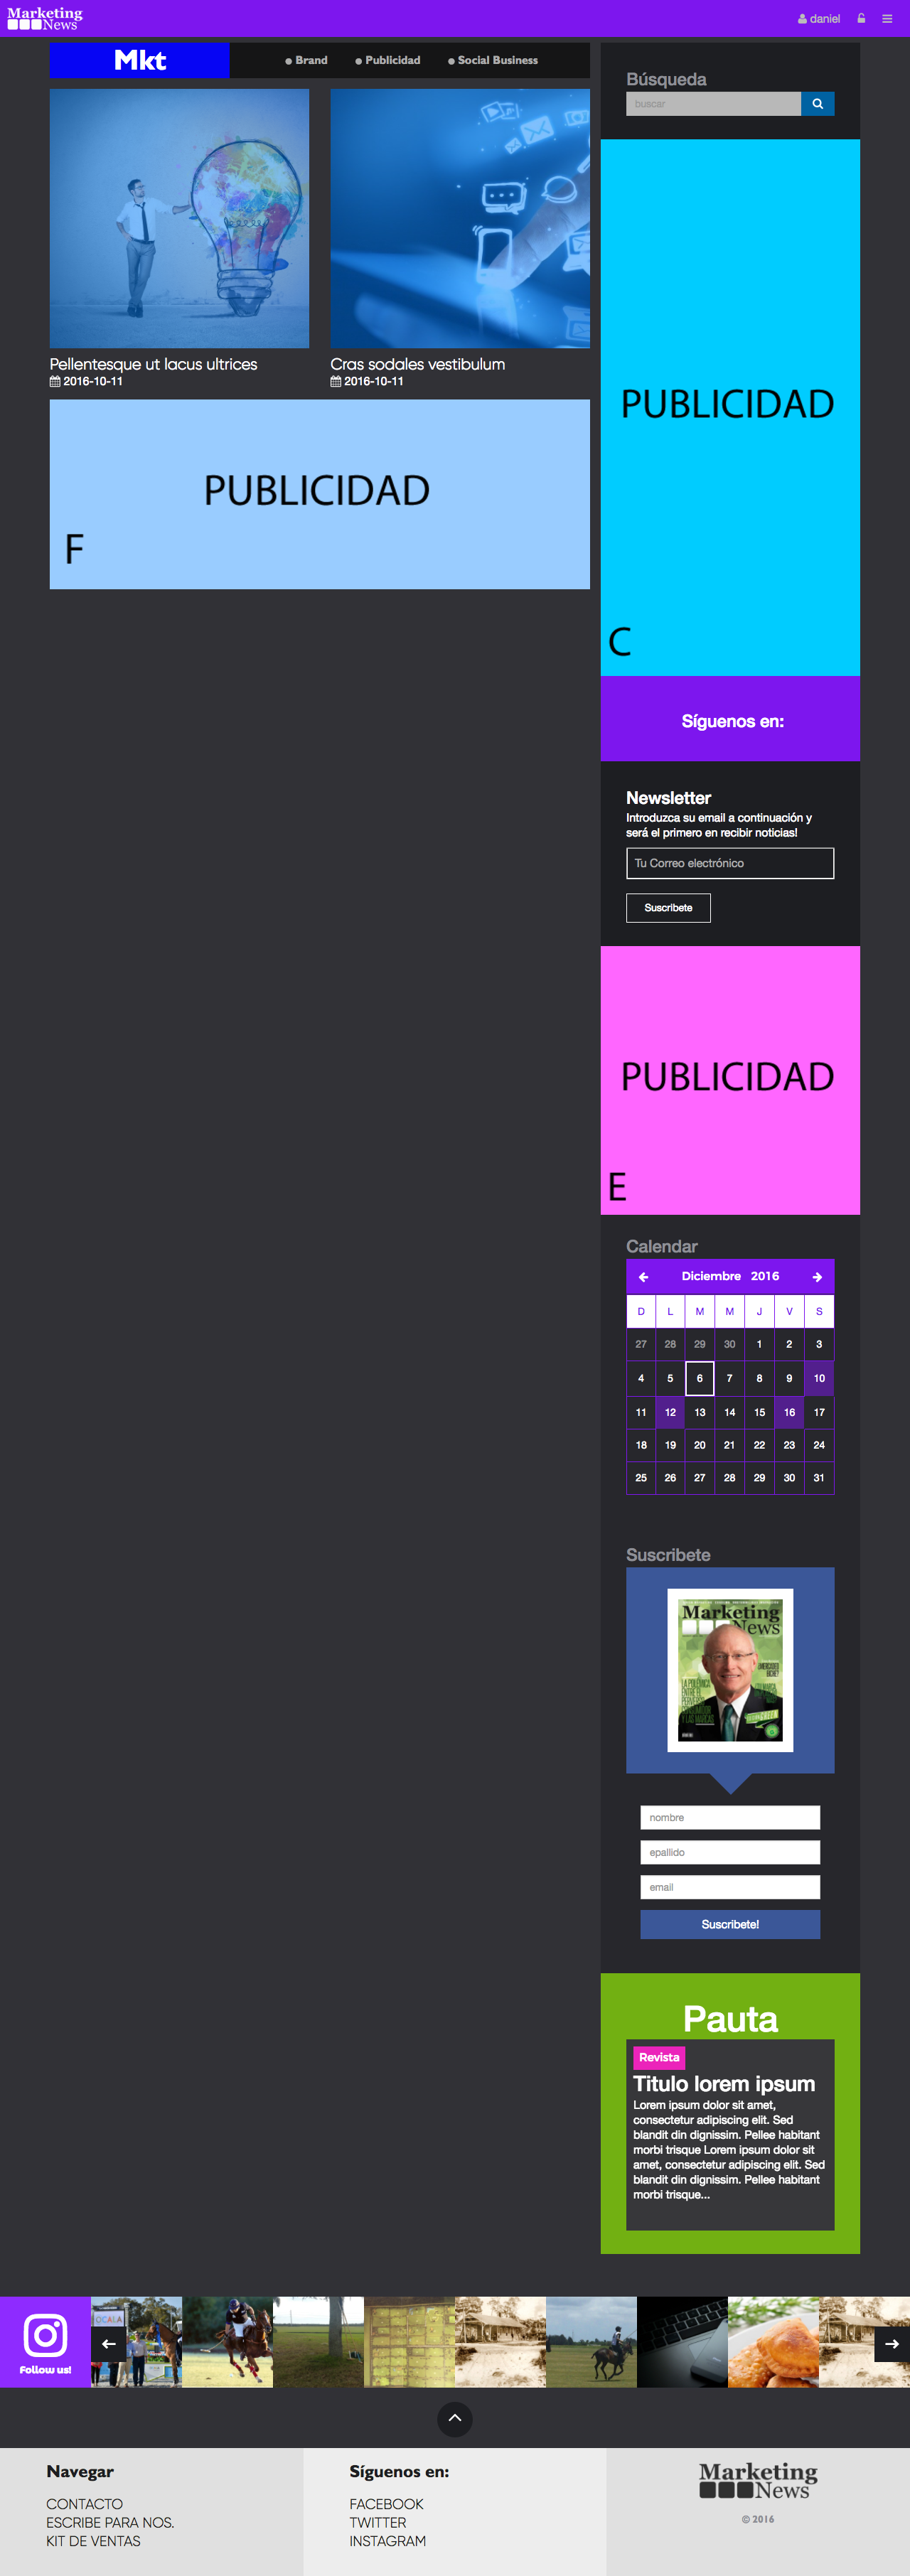 Marketing
News
daniel
Mkt
Brand
Publicidad
Social Business
Pellentesque ut lacus ultrices
2016-10-11
Cras sodales vestibulum
2016-10-11
PUBLICIDAD
F
Búsqueda
buscar
PUBLICIDAD
C
Síguenos en:
Newsletter
Introduzca su email a continuación y
será el primero en recibir noticias!
Tu Correo electrónico
Suscribete
PUBLICIDAD
E
Calendar
Diciembre 2016
D L M M J V S
27 28 29 30 1 2 3
4 5 6 7 8 9 10
11 12 13 14 15 16 17
18 19 20 21 22 23 24
25 26 27 28 29 30 31
Suscribete
Marketing
News
nombre
epallido
email
Suscribete!
Pauta
Revista
Titulo lorem ipsum
Lorem ipsum dolor sit amet,
consectetur adipiscing elit. Sed
blandit din dignissim. Pellee habitant
morbi trisque Lorem ipsum dolor sit
amet, consectetur adipiscing elit. Sed
blandit din dignissim. Pellee habitant
morbi trisque...
Follow us!
OCALA
Navegar
CONTACTO
ESCRIBE PARA NOS.
KIT DE VENTAS
Síguenos en:
FACEBOOK
TWITTER
INSTAGRAM
Marketing
News
© 2016